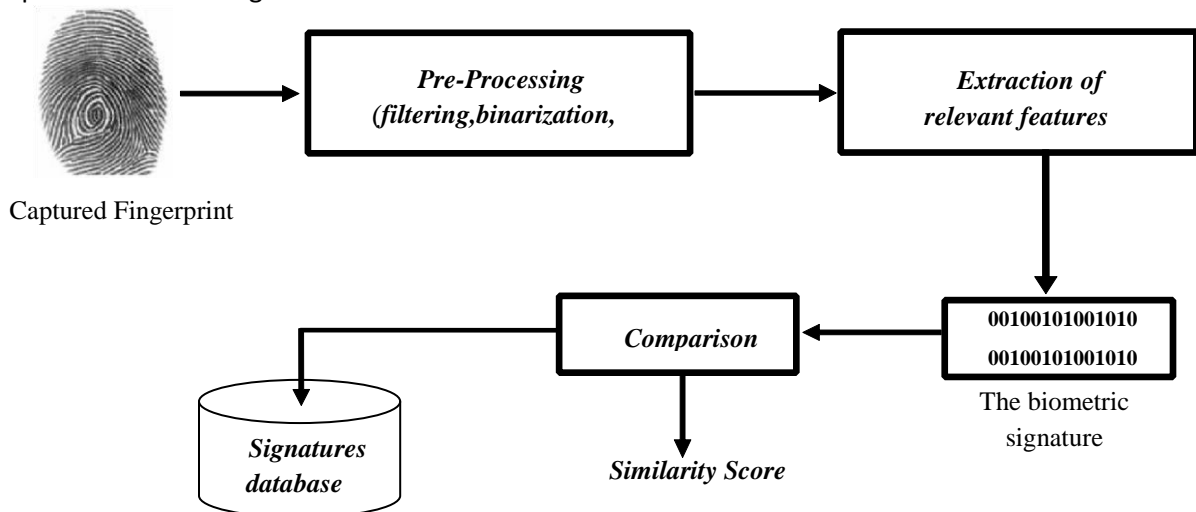 Pre-Processing
(filtering,binarization,
Extraction of
relevant features
Captured Fingerprint
00100101001010
00100101001010
The biometric
signature
Comparison
Similarity Score
Signatures
database